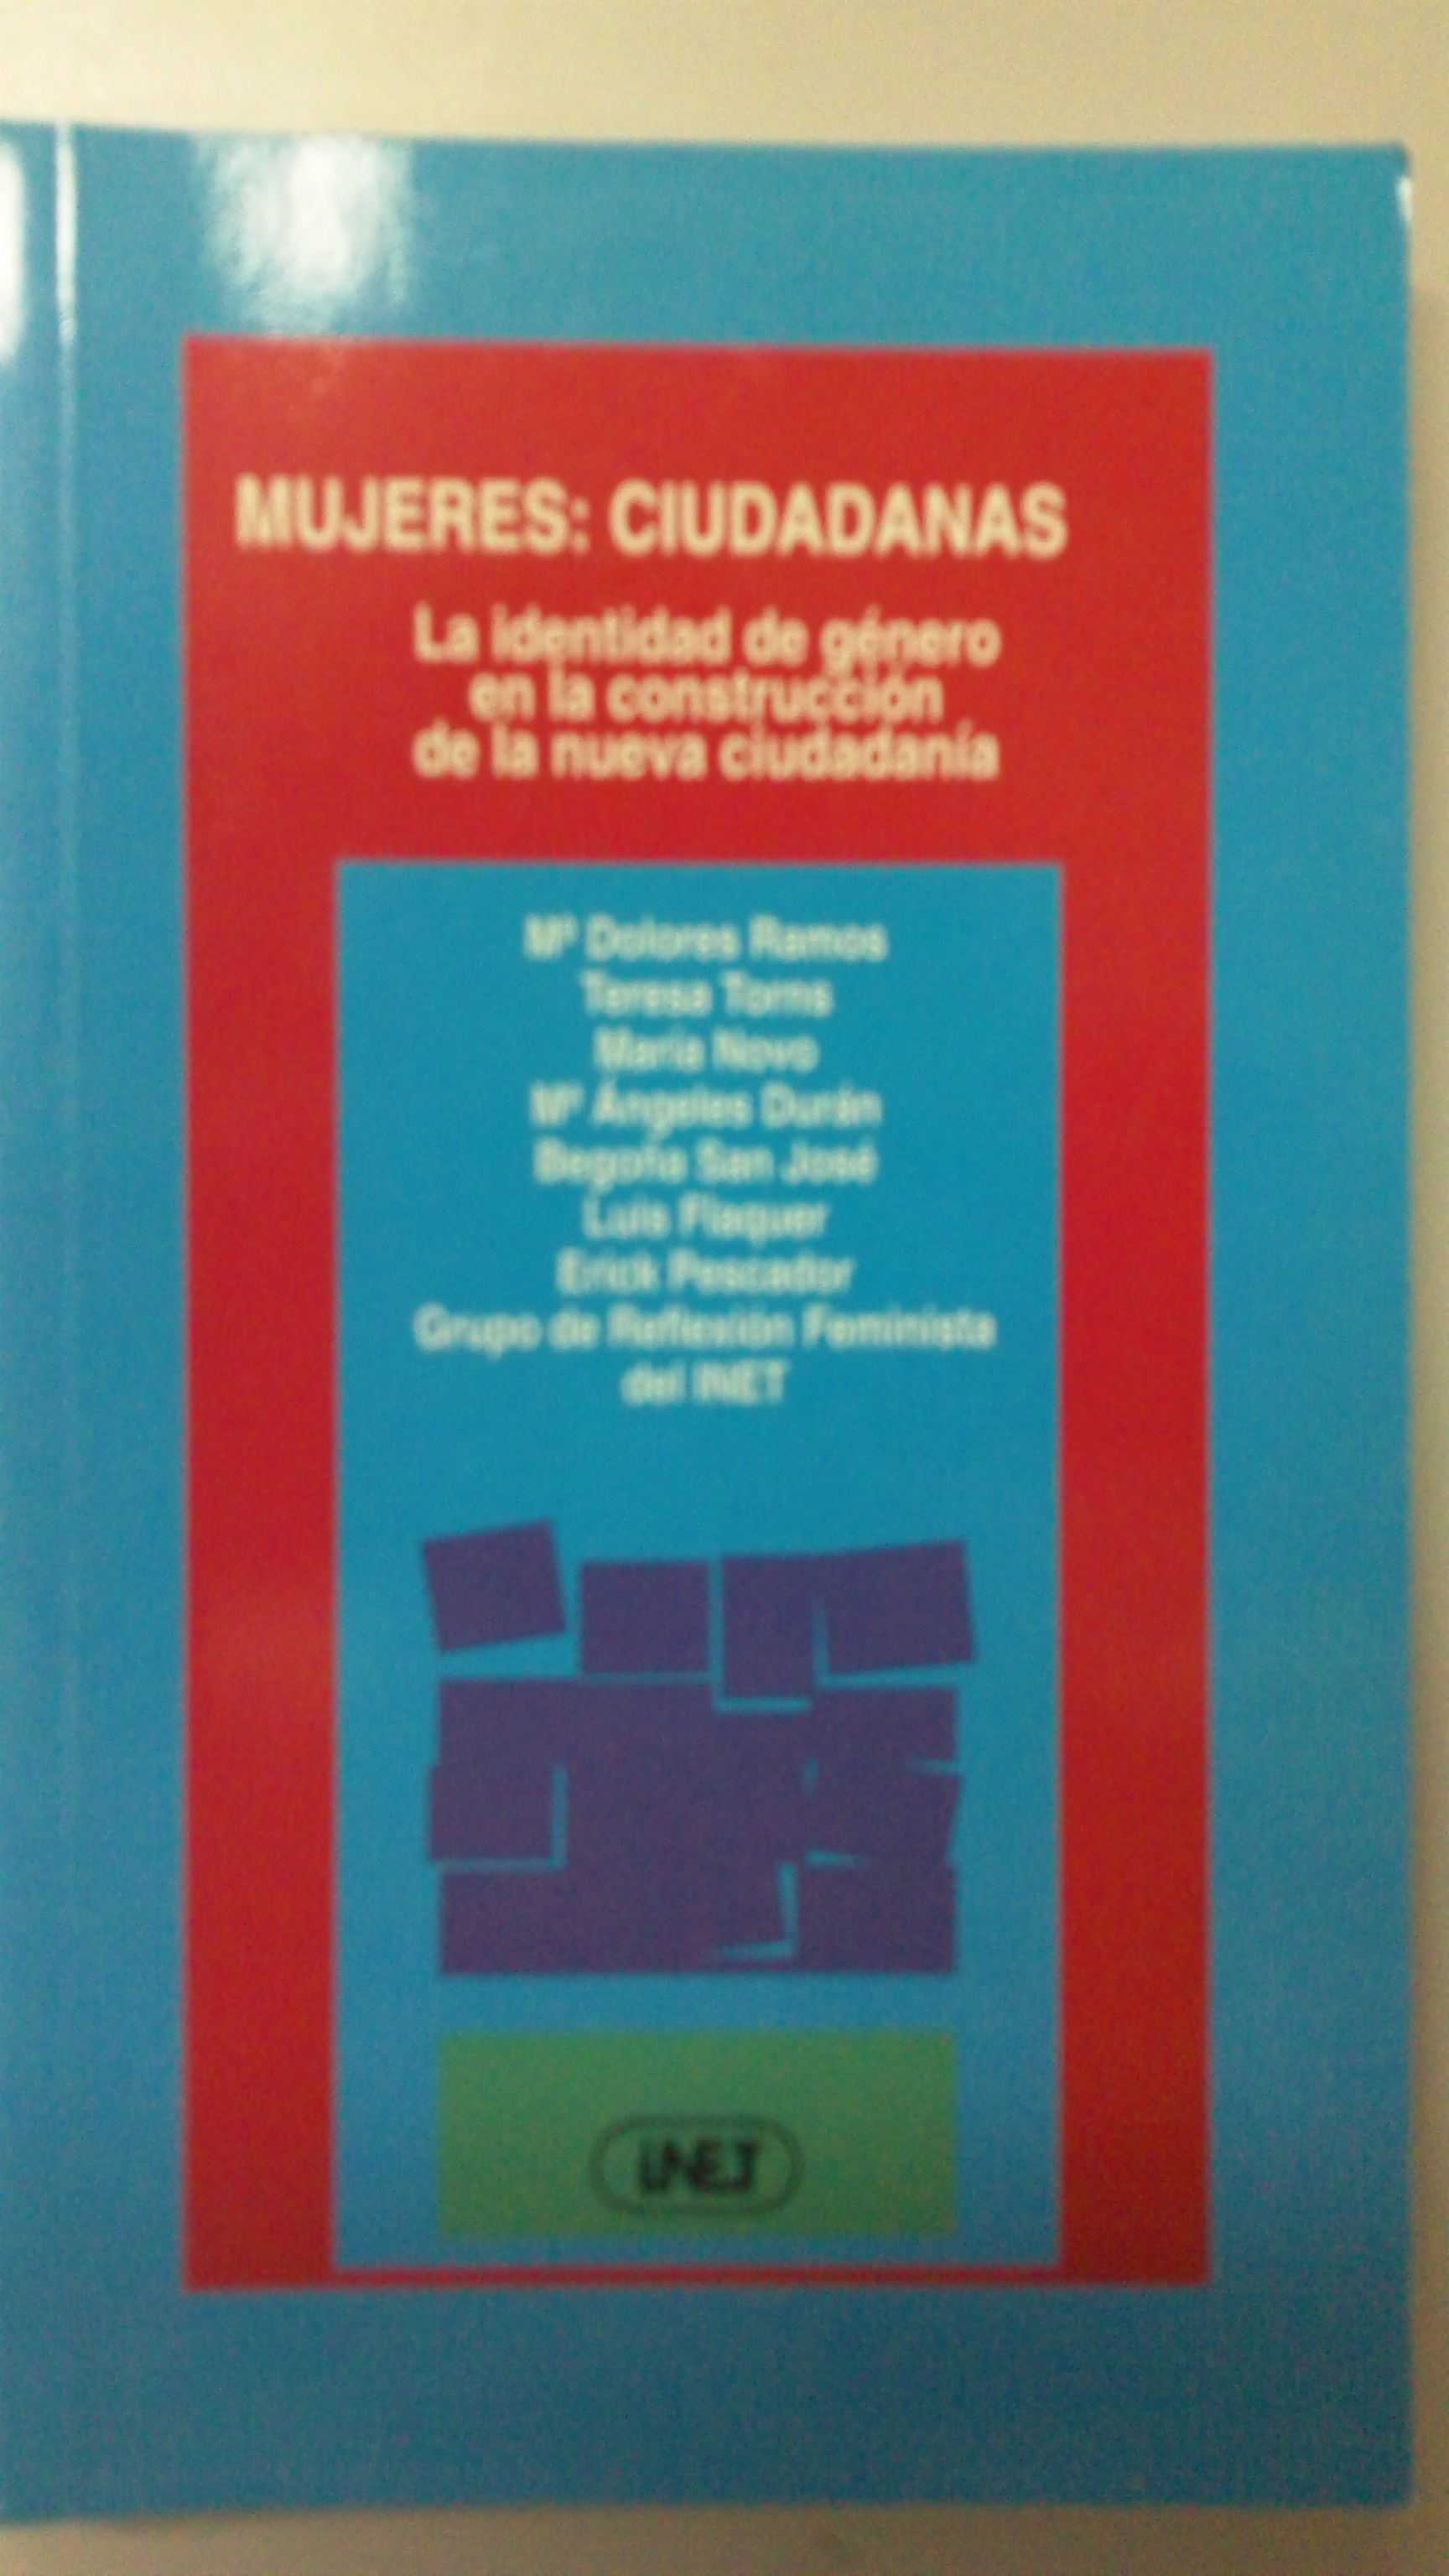 MUJERES: CIUDADANAS
La identidad de género
en la construcción
de la nueva ciudadanía
Mª Dolores Ramos
Teresa Torns
María Novo
Mª Ángeles Durán
Begoña San José
Luis Flaquer
Erick Pescador
Grupo de Reflexión Feminista
del INET
INET